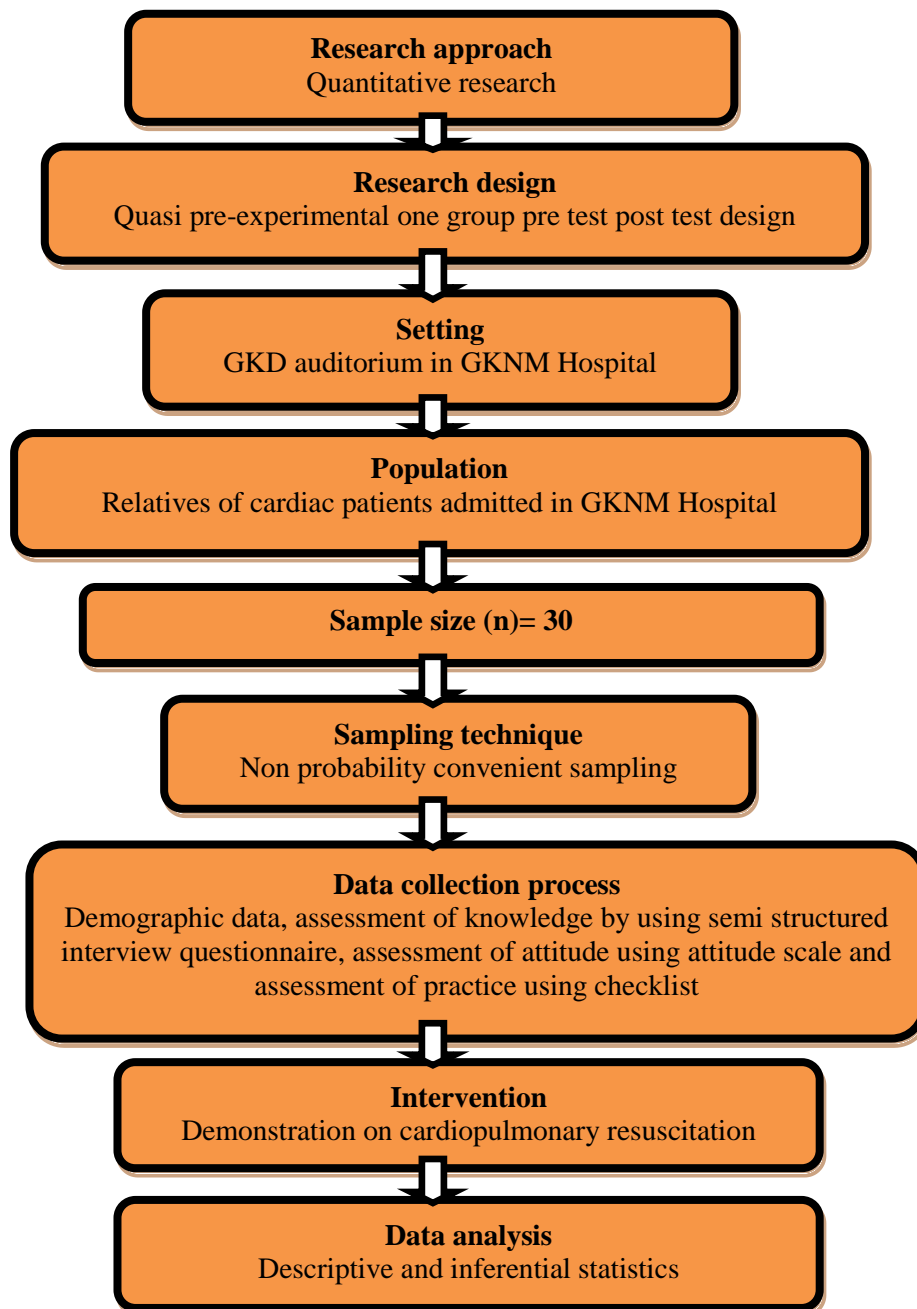 Research approach
Quantitative research
Research design
Quasi pre-experimental one group pre test post test design
Setting
GKD auditorium in GKNM Hospital
Population
Relatives of cardiac patients admitted in GKNM Hospital
Sample size (n)= 30
Sampling technique
Non probability convenient sampling
Data collection process
Demographic data, assessment of knowledge by using semi structured
interview questionnaire, assessment of attitude using attitude scale and
assessment of practice using checklist
Intervention
Demonstration on cardiopulmonary resuscitation
Data analysis
Descriptive and inferential statistics